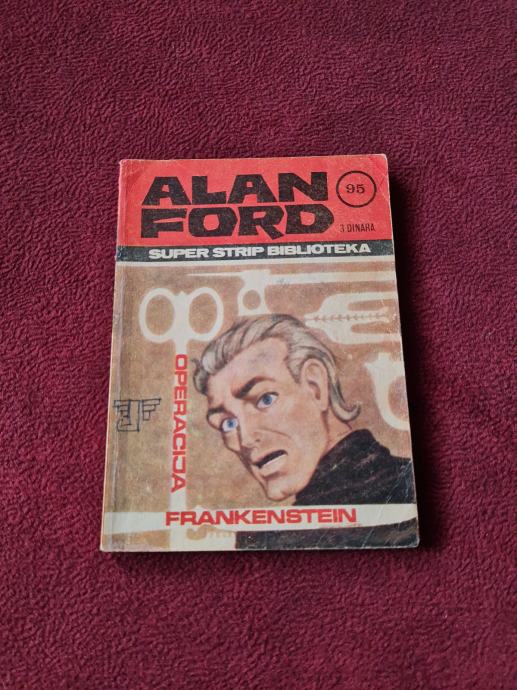 ALAN
FORD
95
3 DINARA
SUPER STRIP BIBLIOTEKA
OPERACIJA
FRANKENSTEIN